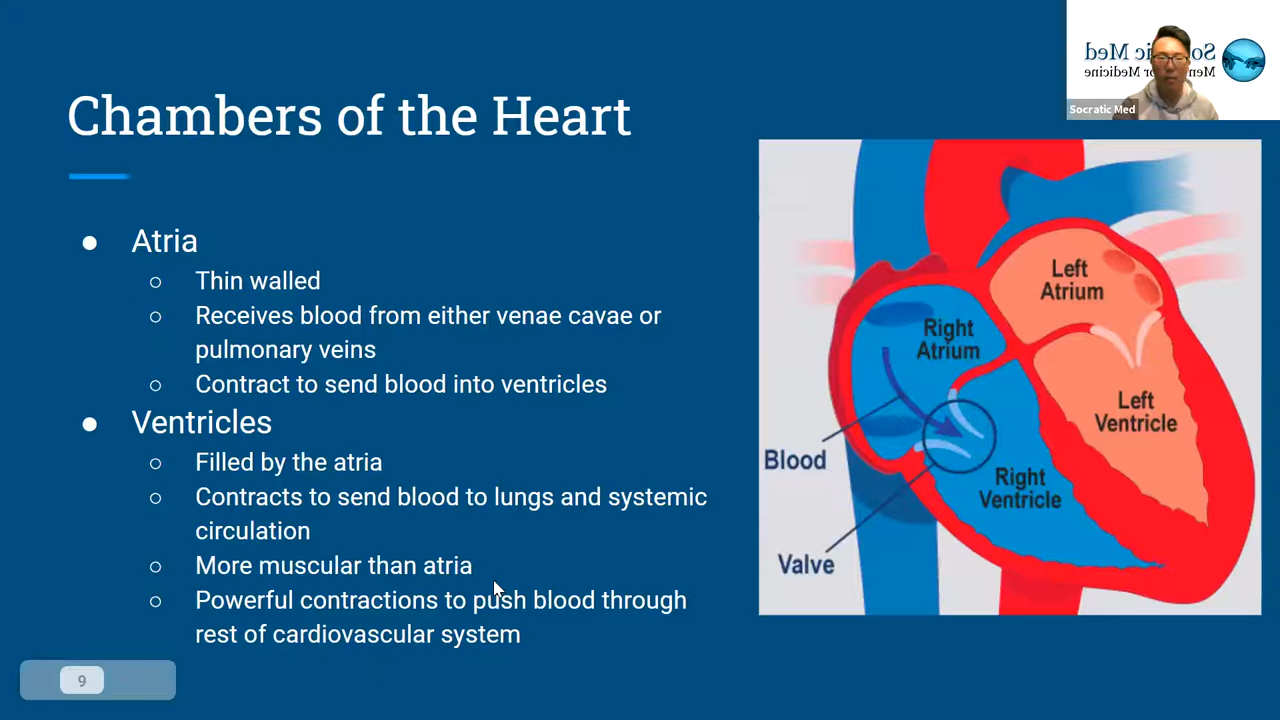 Chambers of the Heart
Atria
Thin walled
Receives blood from either venae cavae or
pulmonary veins
Contract to send blood into ventricles
Ventricles
Filled by the atria
Contracts to send blood to lungs and systemic
circulation
More muscular than atria
Powerful contractions to push blood through
rest of cardiovascular system
9
Med
Socratic Med
Left
Atrium
Right
Atrium
Left
Ventricle
Blood
Right
Ventricle
Valve